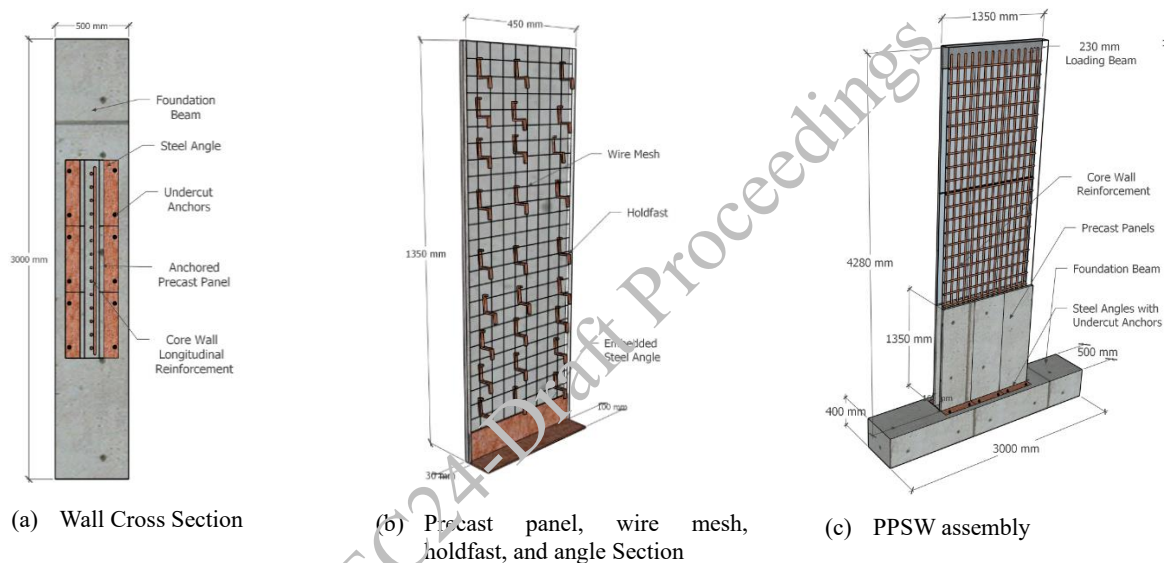 500 mm
Foundation
Beam
Steel Angle
Undercut
Anchors
3000 mm
Anchored
Precast Panel
Core Wall
Longitudinal
Reinforcement
(a) Wall Cross Section
450 mm
Wire Mesh
Holdfast
1350 mm
Embedded
Steel Angle
100 mm
30 mm
(b) Precast panel, wire mesh,
holdfast, and angle Section
1350 mm
230 mm
Loading Beam
Core Wall
Reinforcement
Precast Panels
4280 mm
Foundation Beam
Steel Angles with
Undercut Anchors
1350 mm
500 mm
400 mm
3000 mm
(c) PPSW assembly
C24-Draft Proceedings